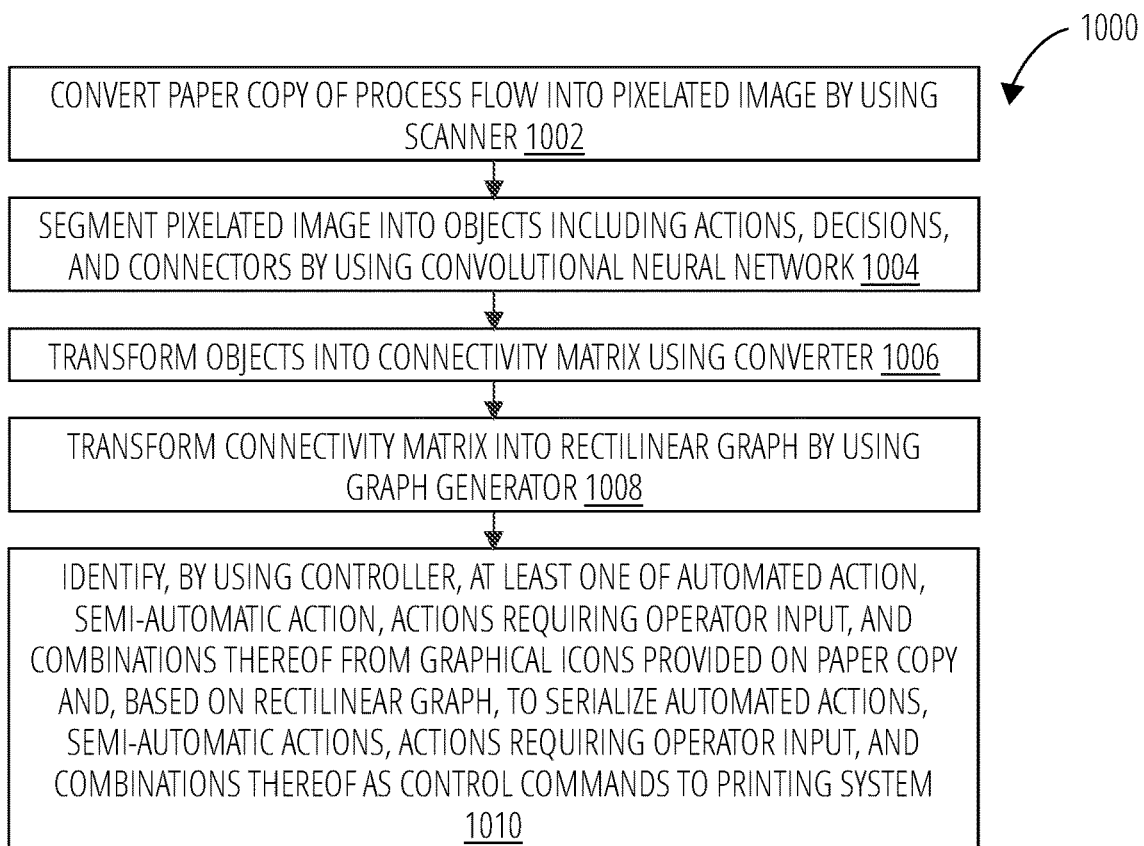 1000
CONVERT PAPER COPY OF PROCESS FLOW INTO PIXELATED IMAGE BY USING
SCANNER 1002
SEGMENT PIXELATED IMAGE INTO OBJECTS INCLUDING ACTIONS, DECISIONS,
AND CONNECTORS BY USING CONVOLUTIONAL NEURAL NETWORK 1004
TRANSFORM OBJECTS INTO CONNECTIVITY MATRIX USING CONVERTER 1006
TRANSFORM CONNECTIVITY MATRIX INTO RECTILINEAR GRAPH BY USING
GRAPH GENERATOR 1008
IDENTIFY, BY USING CONTROLLER, AT LEAST ONE OF AUTOMATED ACTION,
SEMI-AUTOMATIC ACTION, ACTIONS REQUIRING OPERATOR INPUT, AND
COMBINATIONS THEREOF FROM GRAPHICAL ICONS PROVIDED ON PAPER COPY
AND, BASED ON RECTILINEAR GRAPH, TO SERIALIZE AUTOMATED ACTIONS,
SEMI-AUTOMATIC ACTIONS, ACTIONS REQUIRING OPERATOR INPUT, AND
COMBINATIONS THEREOF AS CONTROL COMMANDS TO PRINTING SYSTEM
1010